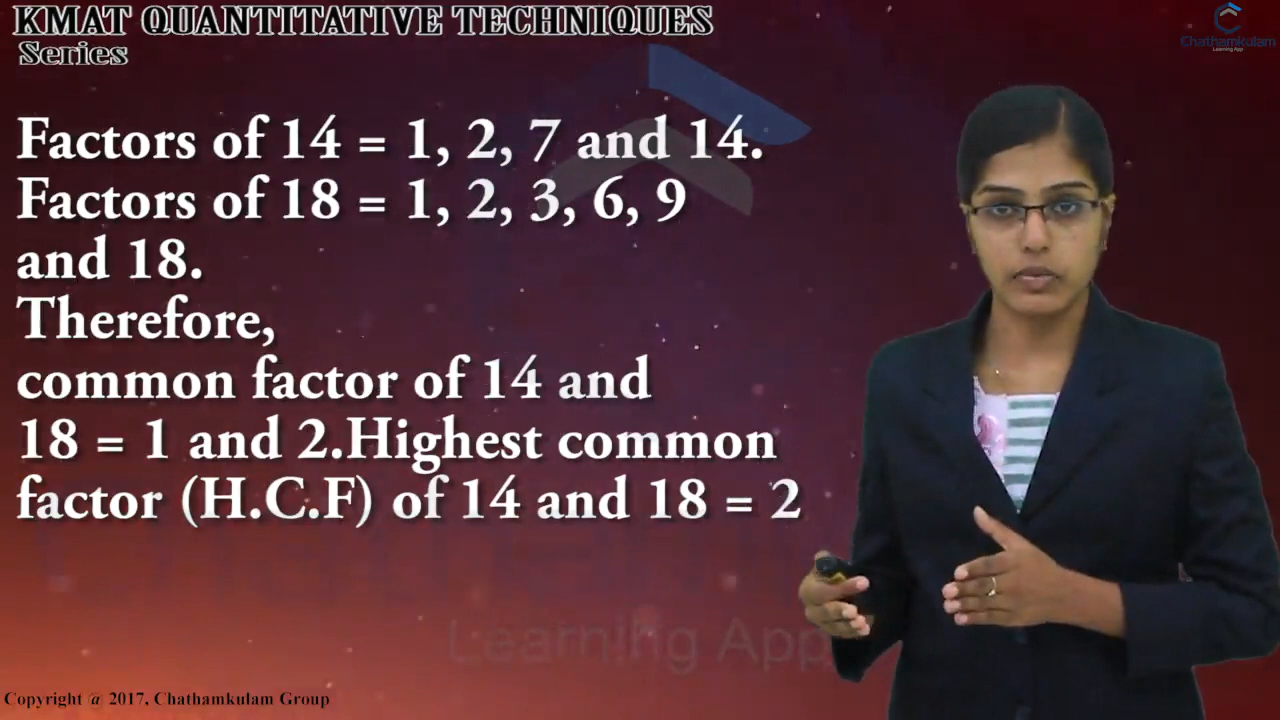 KMAT QUANTITATIVE TECHNIQUES
Series
Chathamkulam
Learning App
Factors of 14 = 1, 2, 7 and 14.
Factors of 18 = 1, 2, 3, 6, 9
and 18.
Therefore,
common factor of 14 and
18 = 1 and 2.Highest common
factor (H.C.F) of 14 and 18 = 2
Learning App
Copyright @ 2017, Chathamkulam Group